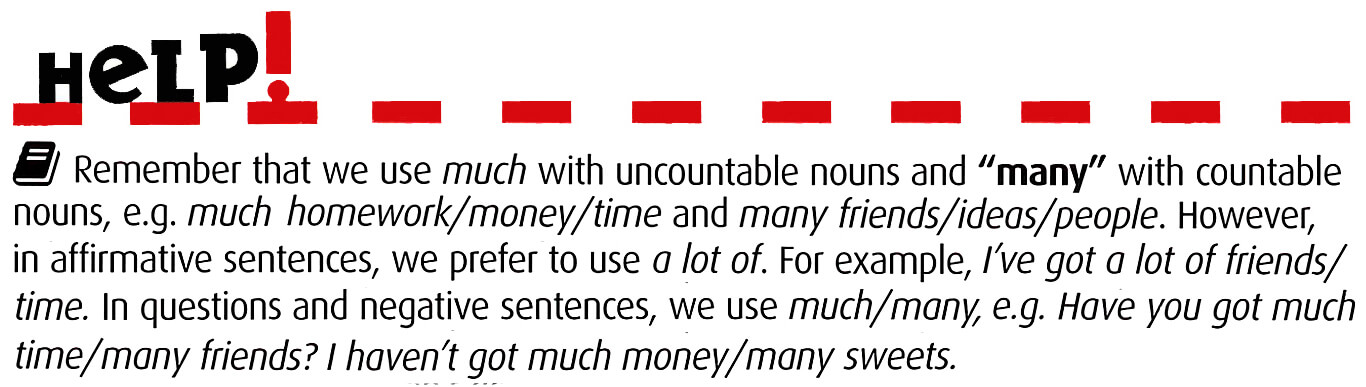 HeLP!
Remember that we use much with uncountable nouns and “many” with countable
nouns, e.g. much homework/money/time and many friends/ideas/people. However,
in affirmative sentences, we prefer to use a lot of. For example, I’ve got a lot of friends/
time. In questions and negative sentences, we use much/many, e.g. Have you got much
time/many friends? I haven’t got much money/many sweets.